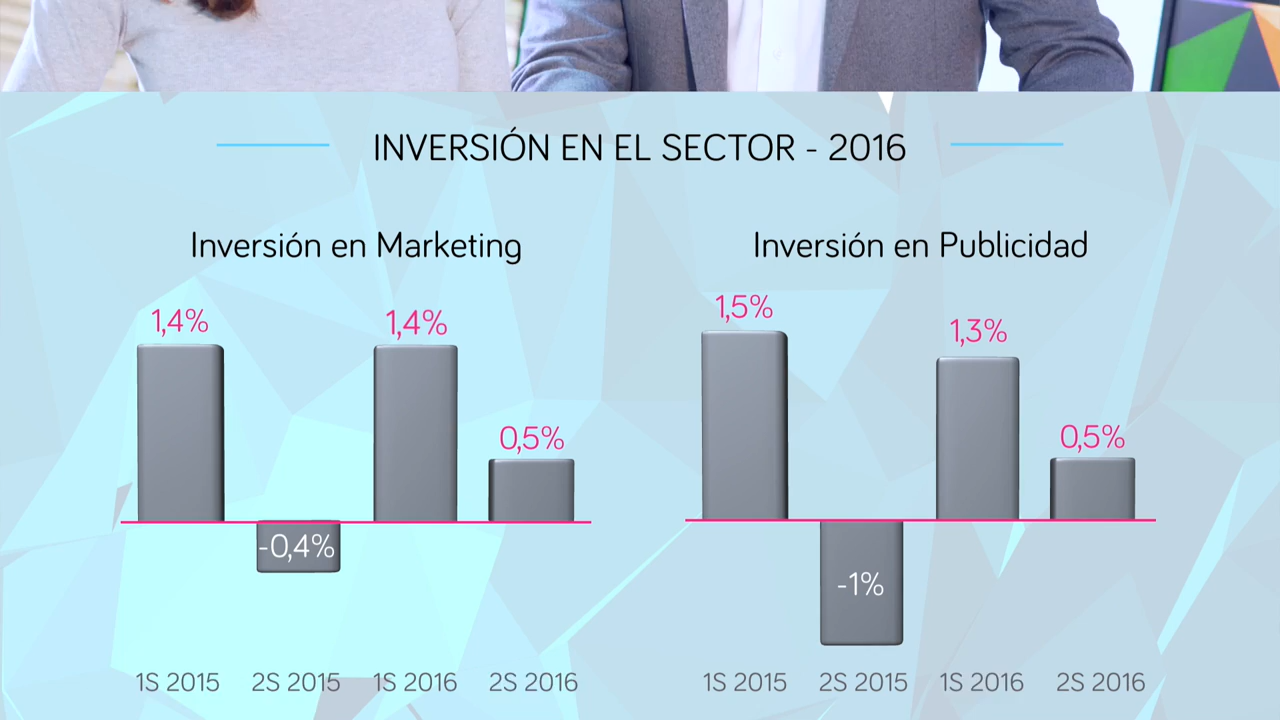 INVERSIÓN EN EL SECTOR - 2016
Inversión en Marketing
1,4%
-0,4%
1,4%
0,5%
1S 2015
2S 2015
1S 2016
2S 2016
Inversión en Publicidad
1,5%
-1%
1,3%
0,5%
1S 2015
2S 2015
1S 2016
2S 2016